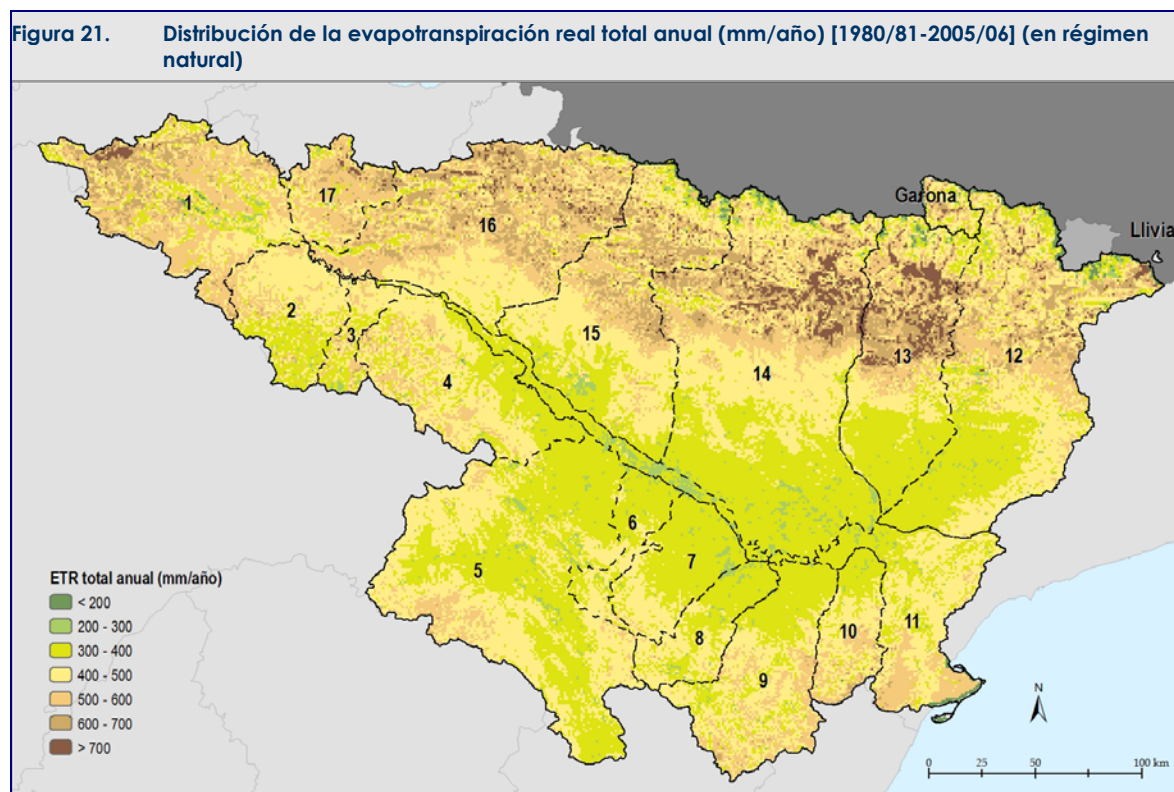 Figura 21. Distribución de la evapotranspiración real total anual (mm/año) [1980/81-2005/06] (en régimen
natural)
Garona
Llivia
1
17
16
2
3
15
4
14
13
12
6
5
7
8
9
10
11
ETR total anual (mm/año)
< 200
200 - 300
300 - 400
400 - 500
500 - 600
600 - 700
> 700
N
0 25 50 100 km